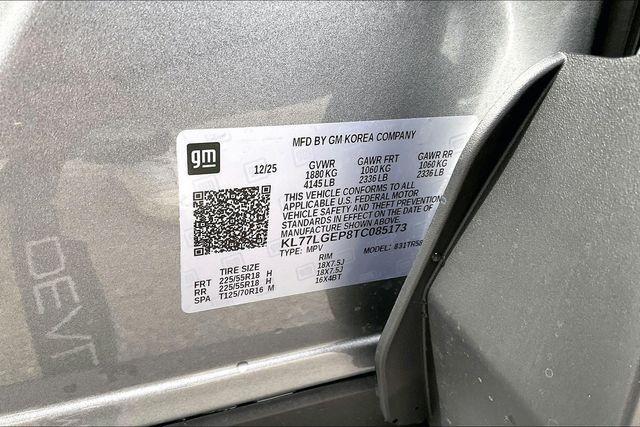 gm
MFD BY GM KOREA COMPANY
12/25 GVWR GAWR FRT GAWR RR
1880 KG 1060 KG 1060 KG
4145 LB 2336 LB 2336 LB
THIS VEHICLE CONFORMS TO ALL
APPLICABLE U.S. FEDERAL MOTOR
VEHICLE SAFETY AND THEFT PREVENTION
STANDARDS IN EFFECT ON THE DATE OF
MANUFACTURE SHOWN ABOVE.
KL77LGEP8TC085173
TYPE: MPV MODEL: 831TR58
TIRE SIZE RIM
FRT 225/55R18 H 18X7.5J
RR 225/55R18 H 18X7.5J
SPA T125/70R16 M 16X4BT